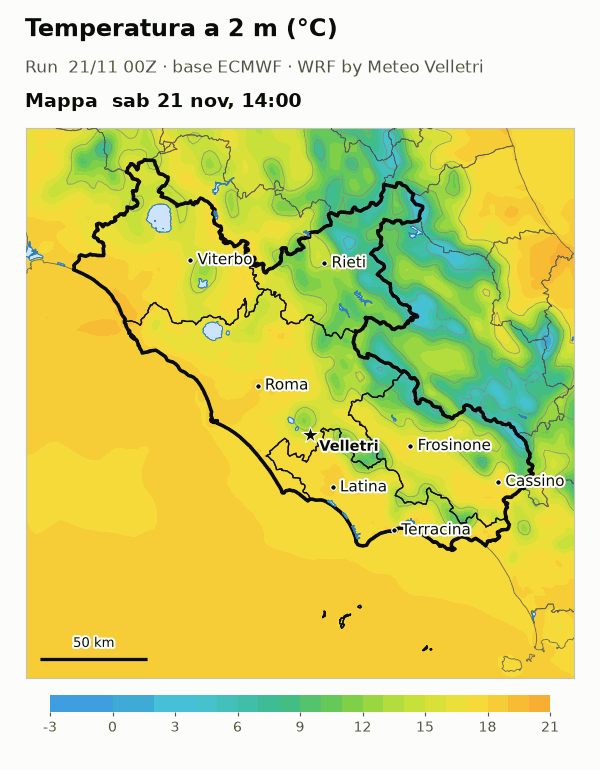 Temperatura a 2 m (°C)
Run  21/11 00Z · base ECMWF · WRF by Meteo Velletri
Mappa  sab 21 nov, 14:00
Viterbo
Rieti
Roma
Velletri
Frosinone
Cassino
Latina
Terracina
50 km
-3 0 3 6 9 12 15 18 21